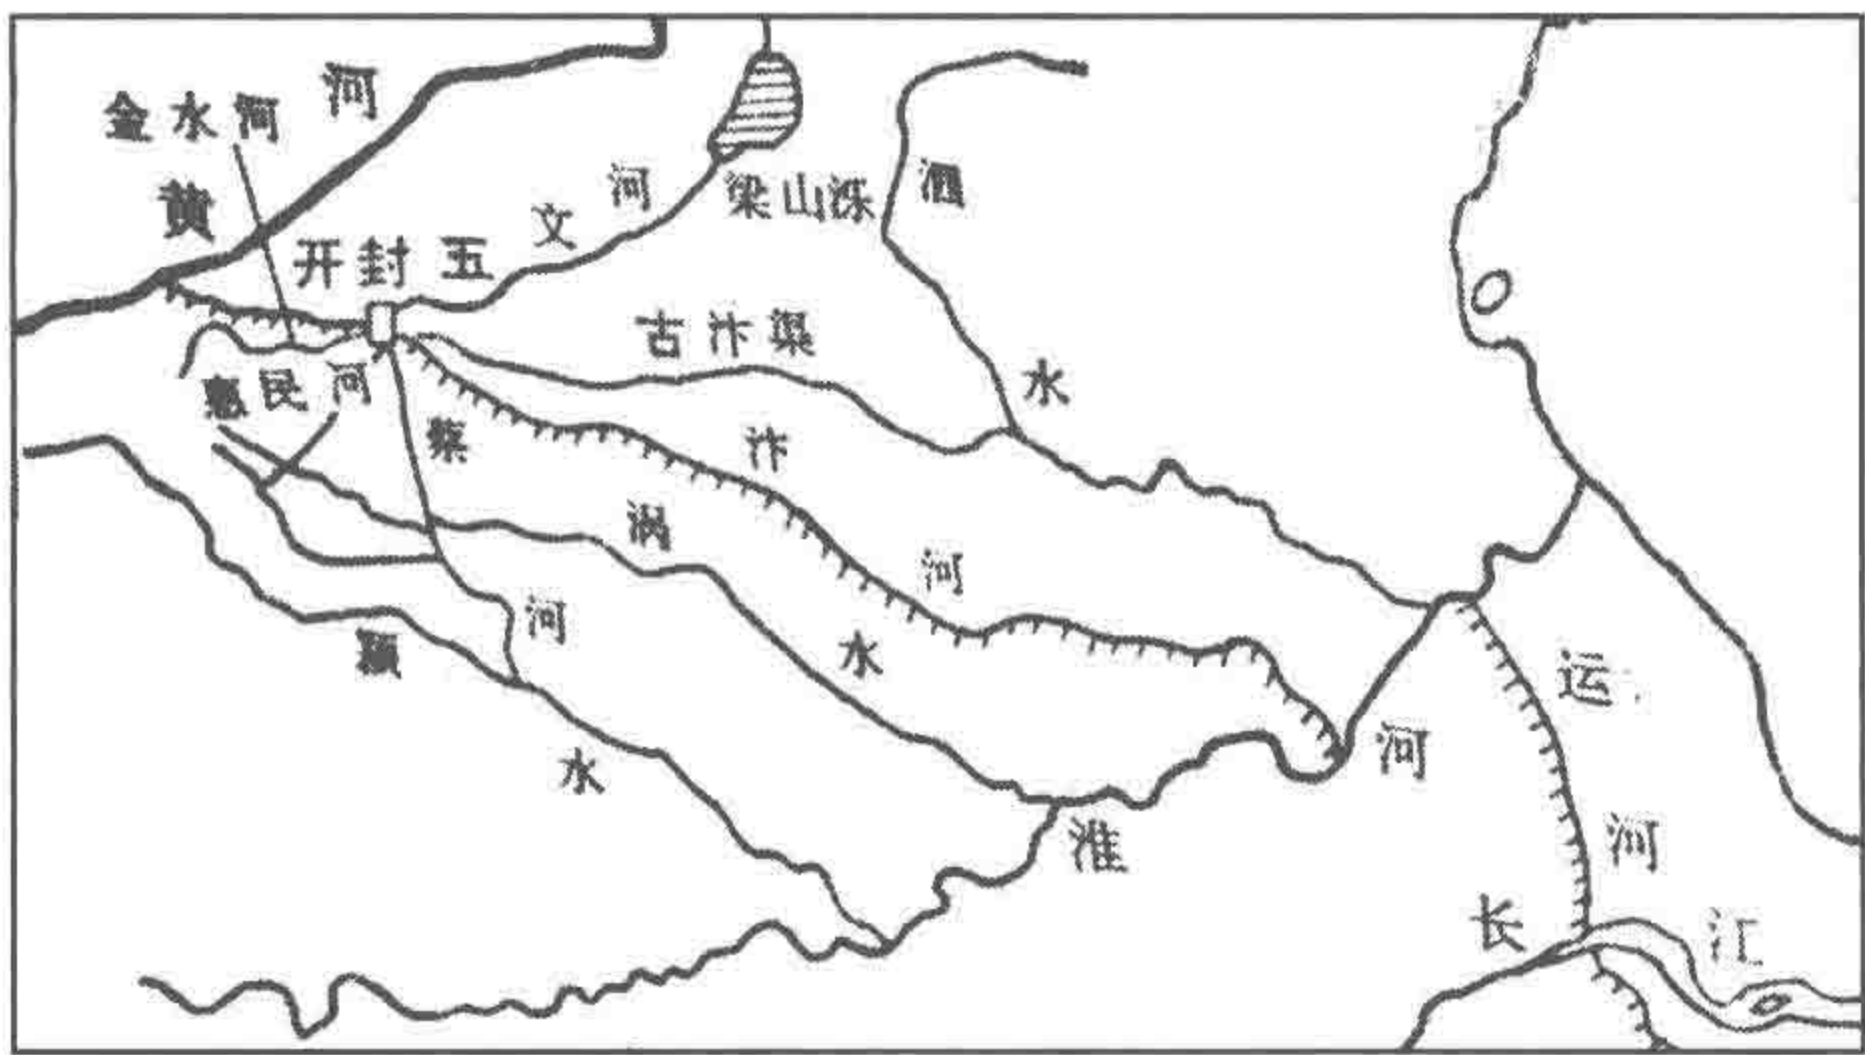 黄河
金水河
开封
五文河
梁山泺
泗水
古汴渠
惠民河
蔡河
汴河
涡水
颍水
淮河
运河
长江